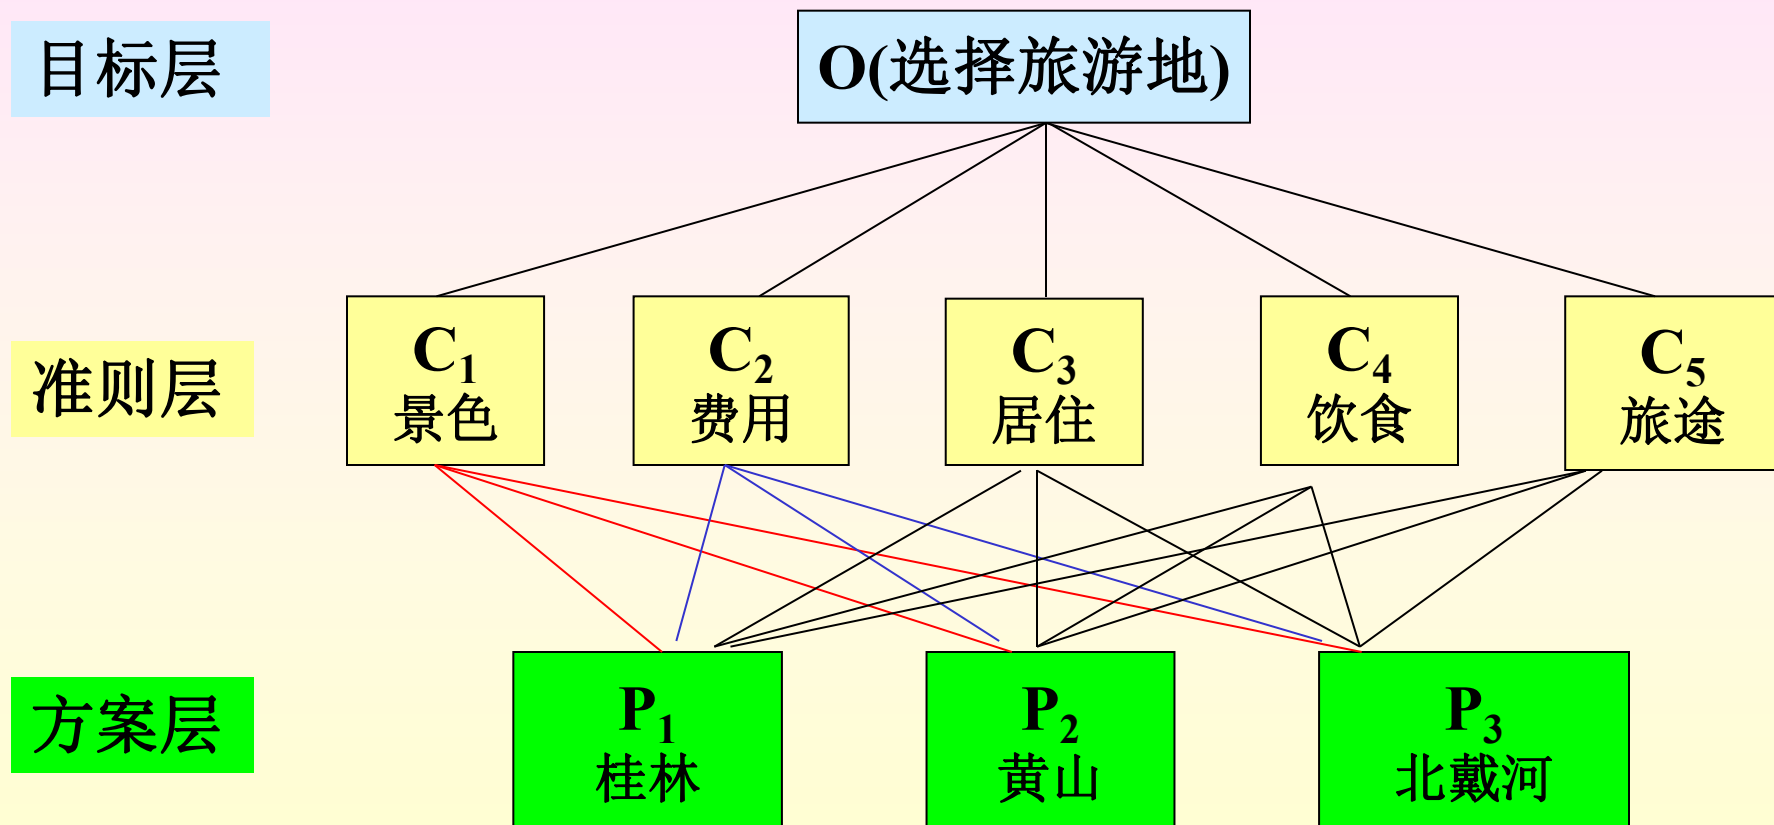 目标层
O(选择旅游地)
准则层
C₁
景色
C₂
费用
C₃
居住
C₄
饮食
C₅
旅途
方案层
P₁
桂林
P₂
黄山
P₃
北戴河